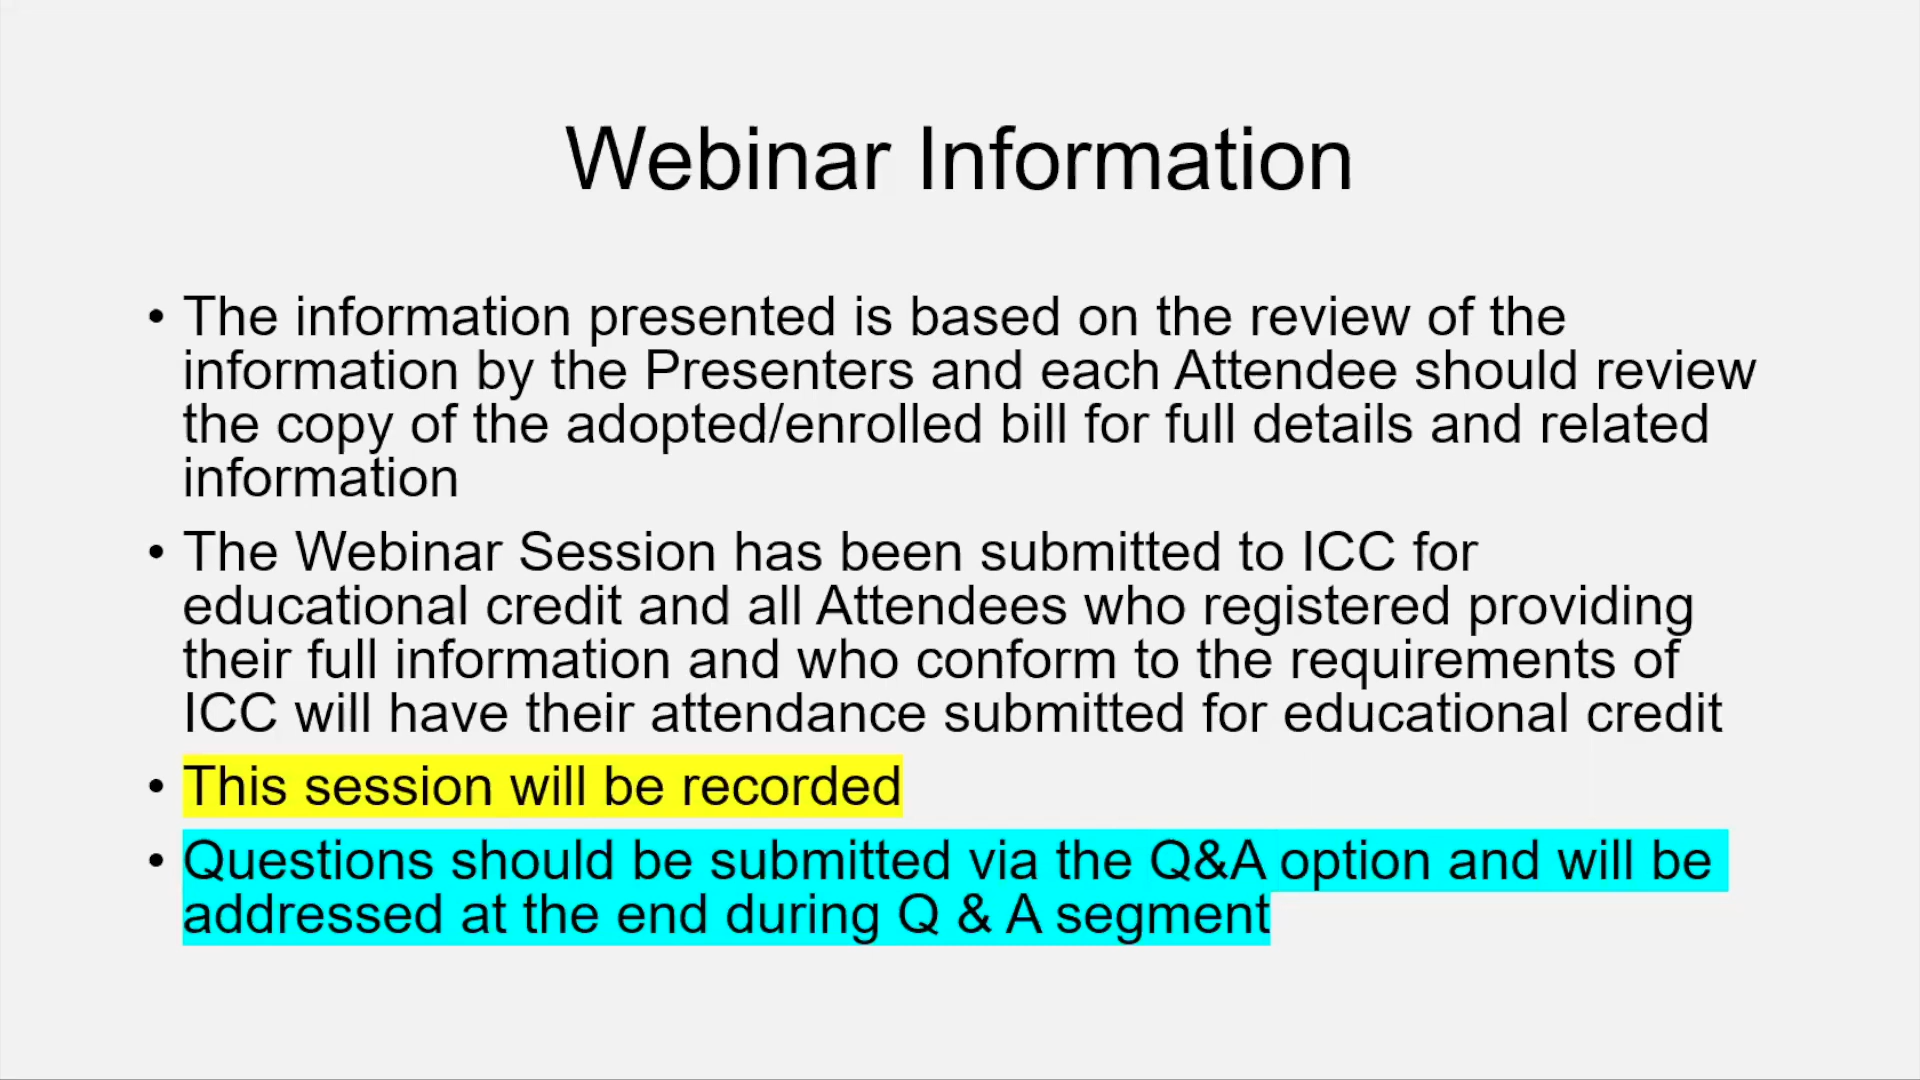 Webinar Information
• The information presented is based on the review of the
information by the Presenters and each Attendee should review
the copy of the adopted/enrolled bill for full details and related
information
• The Webinar Session has been submitted to ICC for
educational credit and all Attendees who registered providing
their full information and who conform to the requirements of
ICC will have their attendance submitted for educational credit
• This session will be recorded
• Questions should be submitted via the Q&A option and will be
addressed at the end during Q & A segment